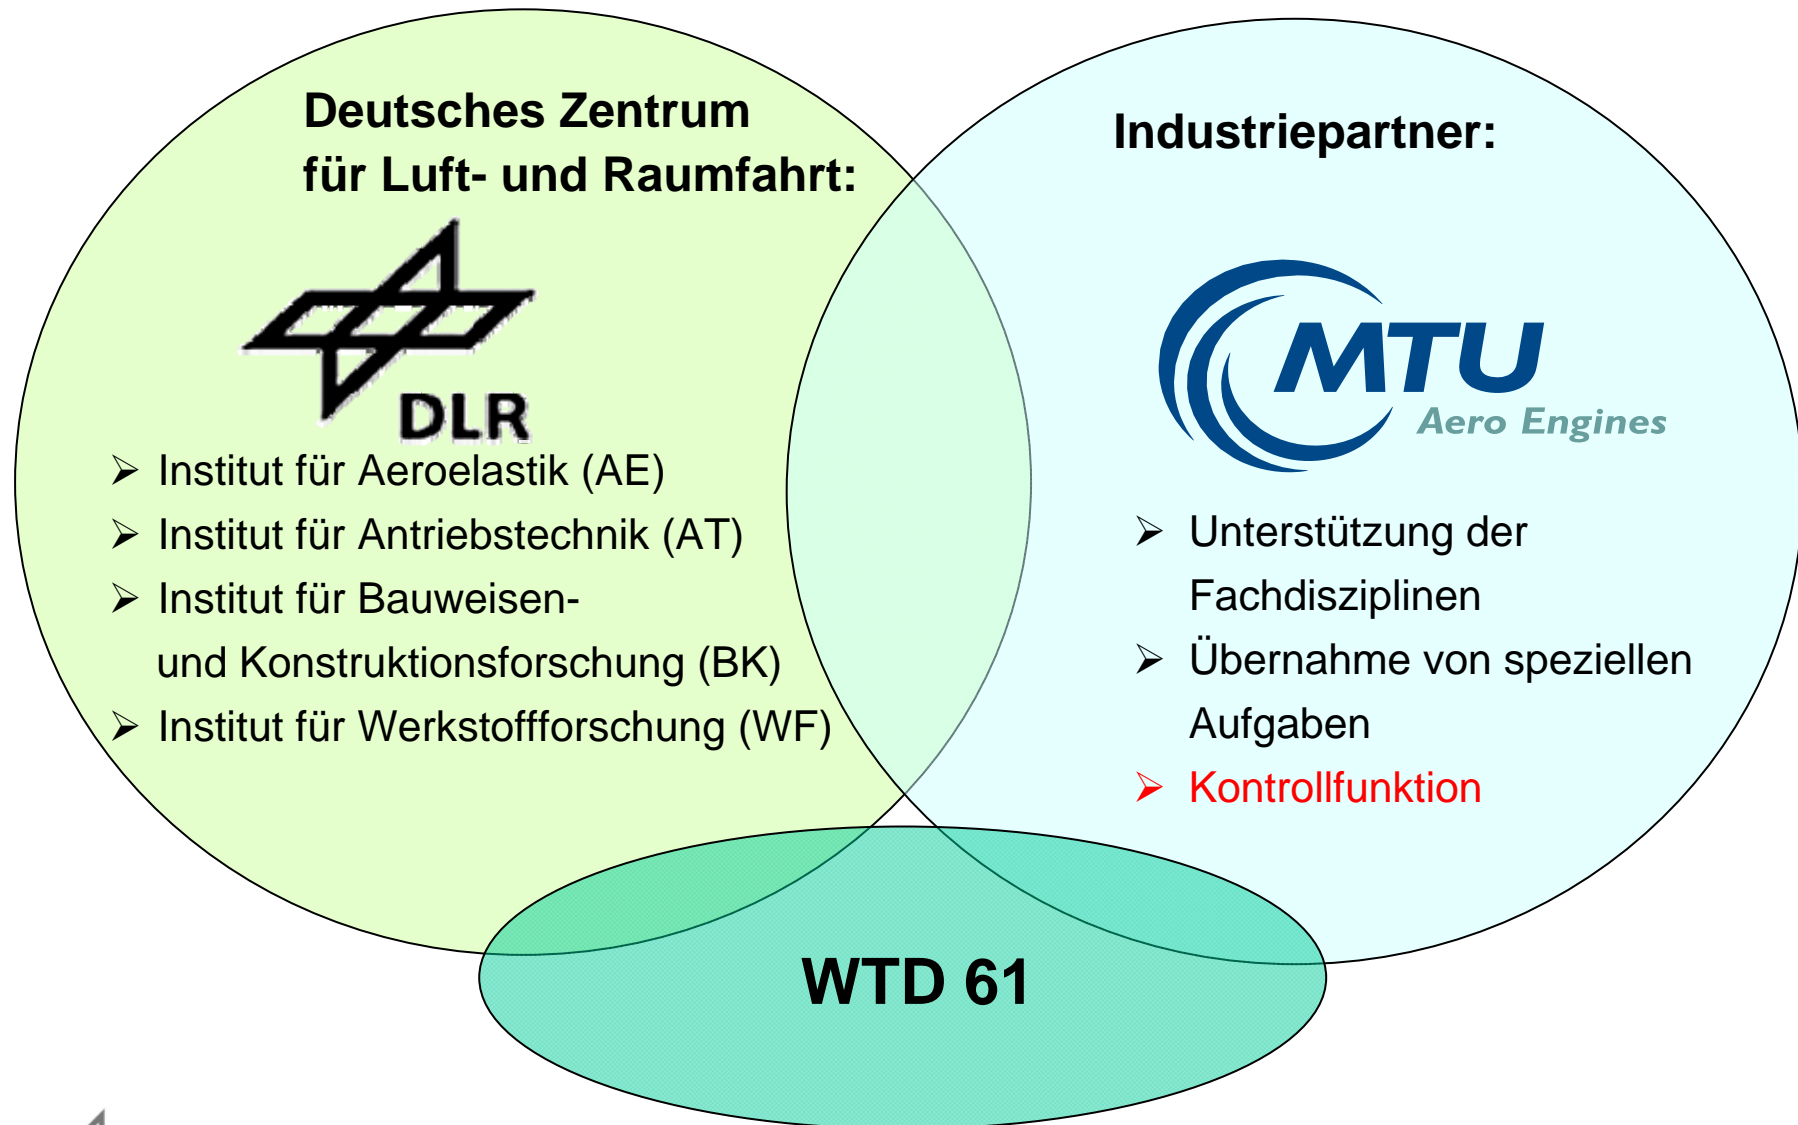 Deutsches Zentrum
für Luft- und Raumfahrt:
DLR
➢ Institut für Aeroelastik (AE)
➢ Institut für Antriebstechnik (AT)
➢ Institut für Bauweisen-
und Konstruktionsforschung (BK)
➢ Institut für Werkstoffforschung (WF)
Industriepartner:
MTU
Aero Engines
➢ Unterstützung der
Fachdisziplinen
➢ Übernahme von speziellen
Aufgaben
➢ Kontrollfunktion
WTD 61